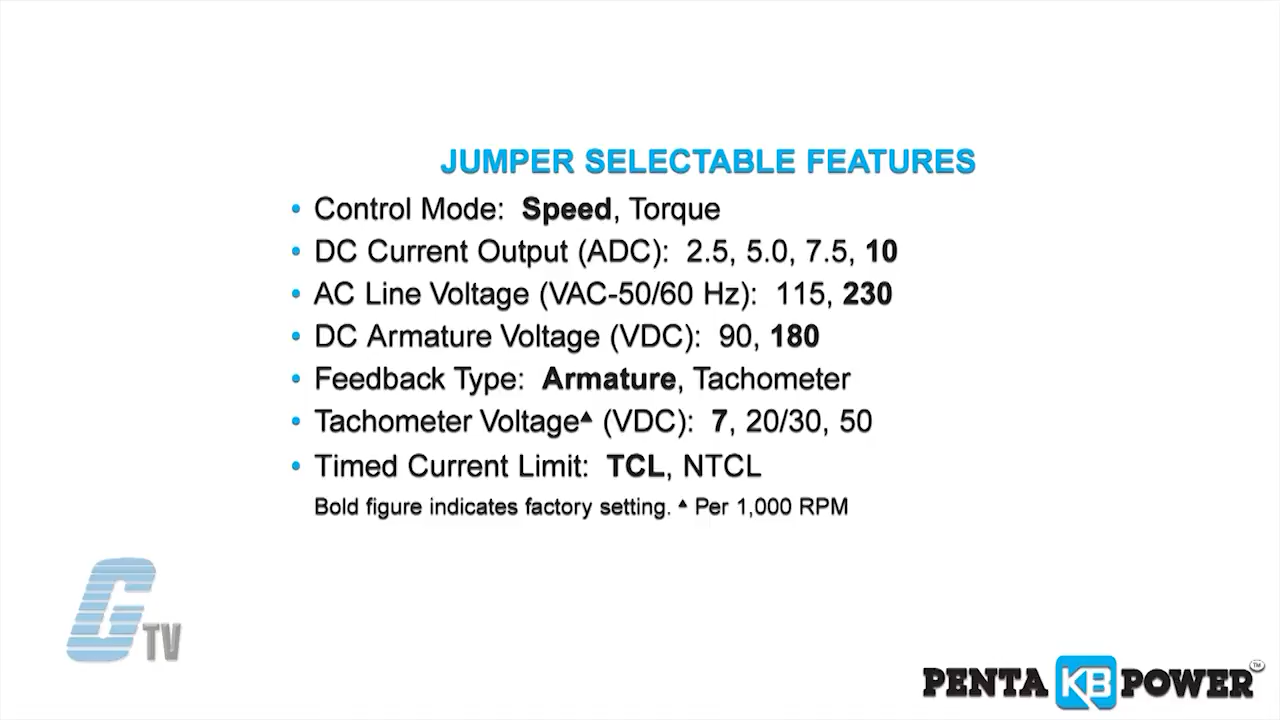 JUMPER SELECTABLE FEATURES
• Control Mode: Speed, Torque
• DC Current Output (ADC): 2.5, 5.0, 7.5, 10
• AC Line Voltage (VAC-50/60 Hz): 115, 230
• DC Armature Voltage (VDC): 90, 180
• Feedback Type: Armature, Tachometer
• Tachometer Voltage▲ (VDC): 7, 20/30, 50
• Timed Current Limit: TCL, NTCL
Bold figure indicates factory setting. ▲ Per 1,000 RPM
G TV
PENTA KB POWER™